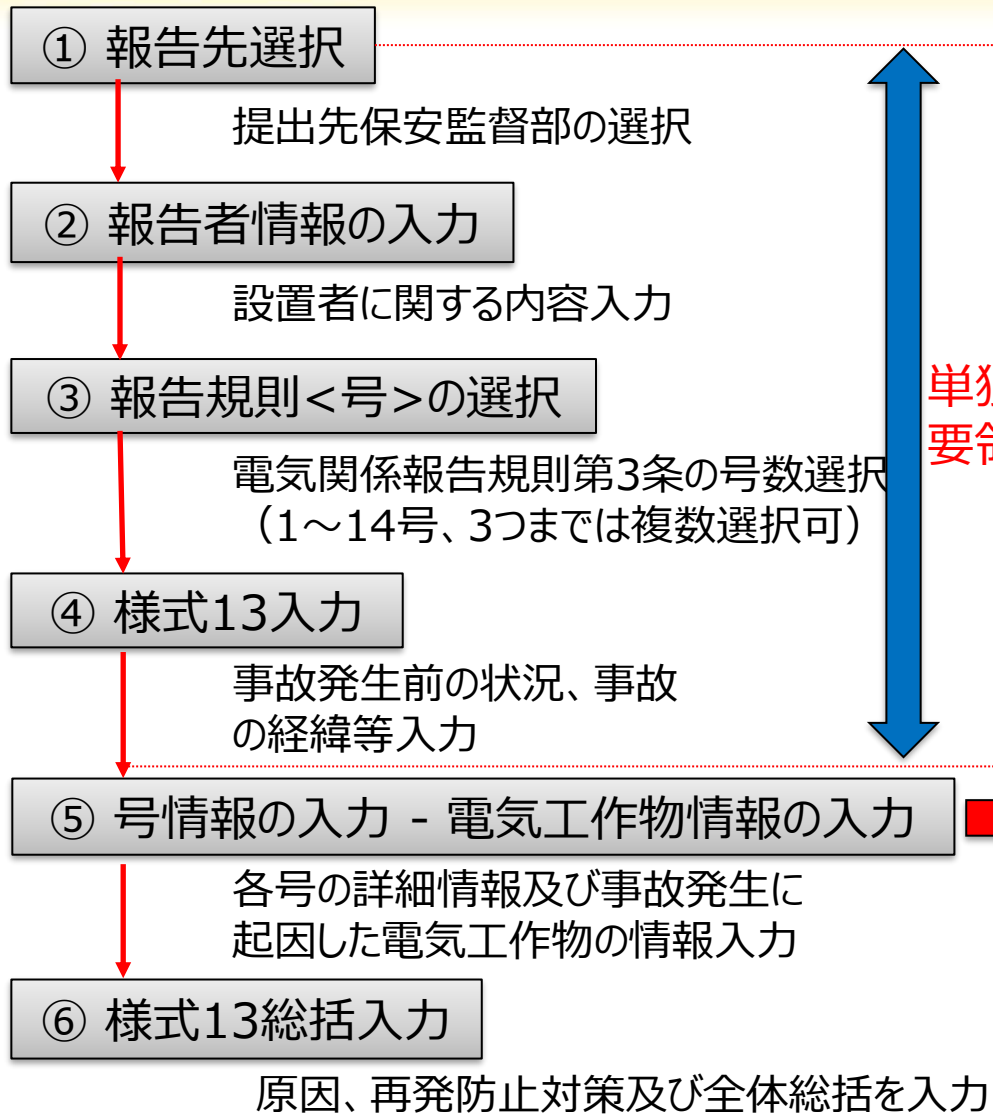 ① 報告先選択
提出先保安監督部の選択
② 報告者情報の入力
設置者に関する内容入力
③ 報告規則<号>の選択
単
要
電気関係報告規則第3条の号数選択
（1～14号、3つまでは複数選択可）
④ 様式13入力
事故発生前の状況、事故
の経緯等入力
⑤ 号情報の入力 - 電気工作物情報の入力
各号の詳細情報及び事故発生に
起因した電気工作物の情報入力
⑥ 様式13総括入力
原因、再発防止対策及び全体総括を入力